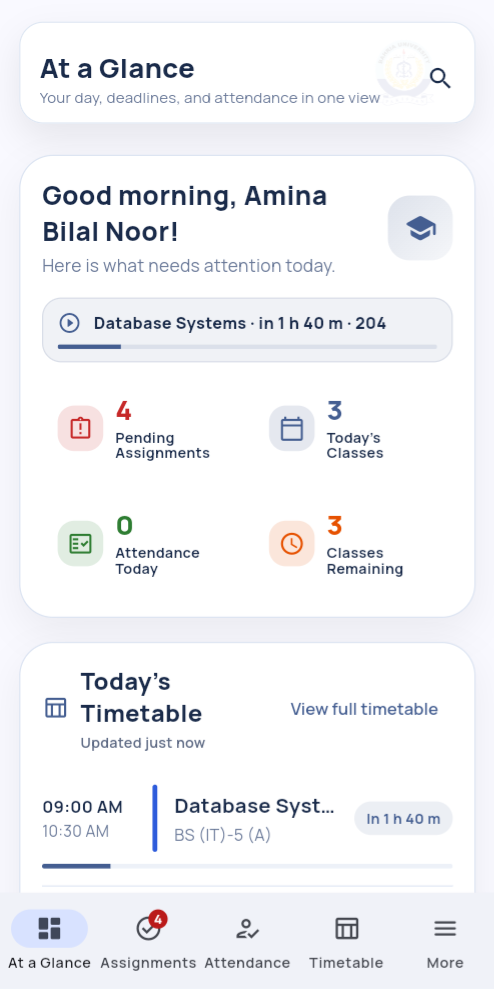 At a Glance
Your day, deadlines, and attendance in one view
Good morning, Amina
Bilal Noor!
Here is what needs attention today.
Database Systems · in 1 h 40 m · 204
4
Pending
Assignments
3
Today's
Classes
0
Attendance
Today
3
Classes
Remaining
Today's
Timetable
Updated just now
View full timetable
09:00 AM
10:30 AM
Database Syst...
BS (IT)-5 (A)
In 1 h 40 m
4
At a Glance
Assignments
Attendance
Timetable
More